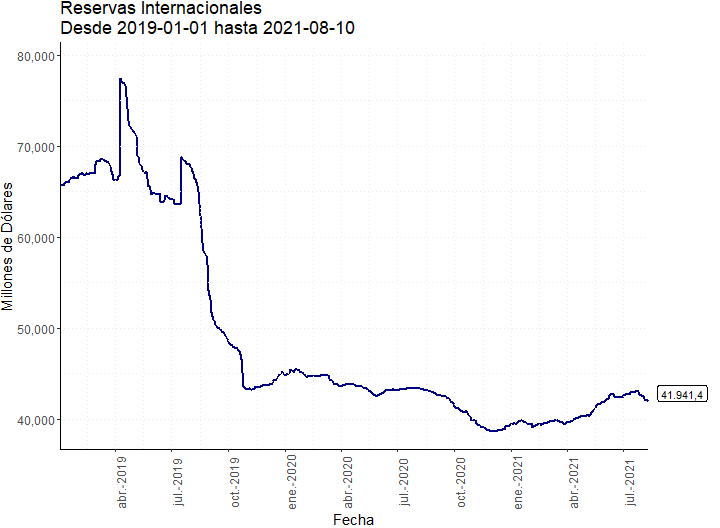 Reservas Internacionales
Desde 2019-01-01 hasta 2021-08-10
Millones de Dólares
80,000
70,000
60,000
50,000
40,000
41.941,4
abr.-2019
jul.-2019
oct.-2019
ene.-2020
abr.-2020
jul.-2020
oct.-2020
ene.-2021
abr.-2021
jul.-2021
Fecha